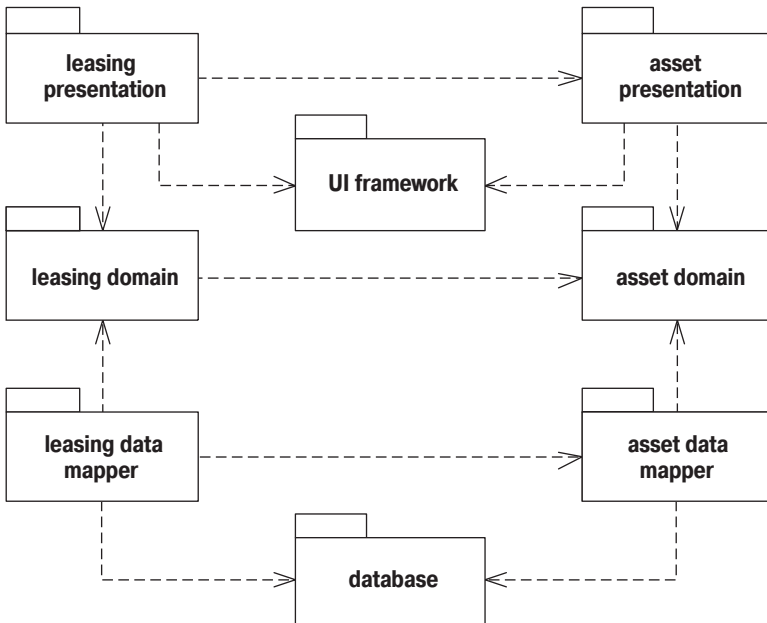 leasing
presentation
asset
presentation
UI framework
leasing domain
asset domain
leasing data
mapper
asset data
mapper
database